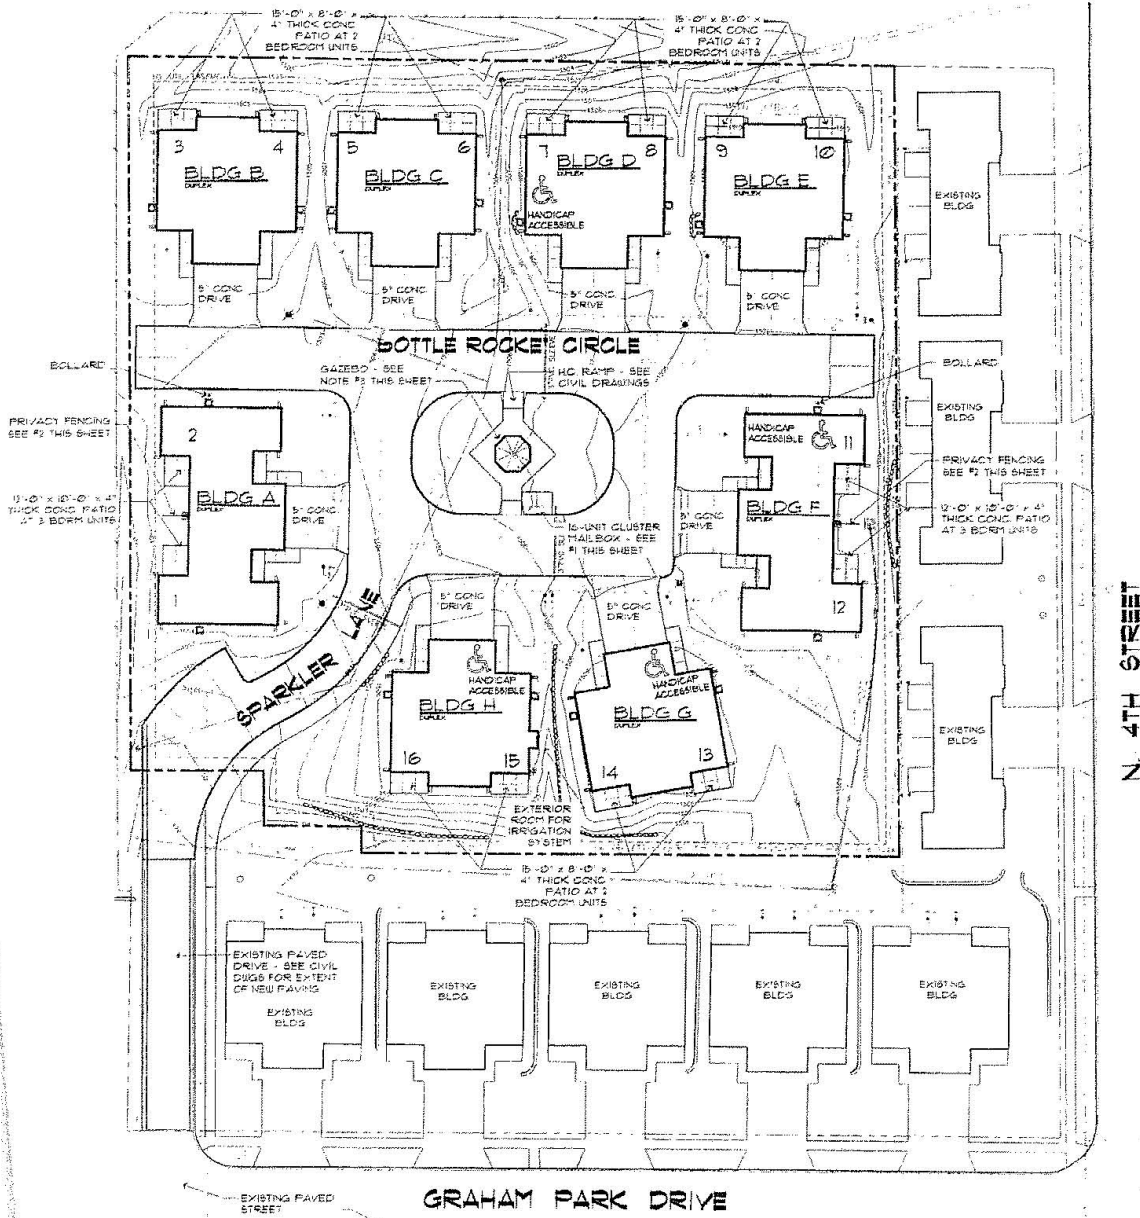 15'-0" x 8'-0" x
4" THICK CONC
PATIO AT 2
BEDROOM UNITS
15'-0" x 8'-0" x
4" THICK CONC
PATIO AT 2
BEDROOM UNITS
3
4
BLDG B
DUPLEX
5
6
BLDG C
DUPLEX
7
8
BLDG D
DUPLEX
HANDICAP
ACCESSIBLE
9
10
BLDG E
DUPLEX
EXISTING
BLDG
5" CONC
DRIVE
5" CONC
DRIVE
5" CONC
DRIVE
5" CONC
DRIVE
BOTTLE ROCKET CIRCLE
BOLLARD
GAZEBO - SEE
NOTE #3 THIS SHEET
H.C. RAMP - SEE
CIVIL DRAWINGS
BOLLARD
PRIVACY FENCING
SEE #2 THIS SHEET
2
BLDG A
DUPLEX
1
12'-0" x 10'-0" x 4"
THICK CONC PATIO
AT 3 BDRM UNITS
5" CONC
DRIVE
16-UNIT CLUSTER
MAILBOX - SEE
#1 THIS SHEET
5" CONC
DRIVE
HANDICAP
ACCESSIBLE
11
BLDG F
DUPLEX
12
EXISTING
BLDG
PRIVACY FENCING
SEE #2 THIS SHEET
12'-0" x 10'-0" x 4"
THICK CONC PATIO
AT 3 BDRM UNITS
SPARKLER LANE
5" CONC
DRIVE
5" CONC
DRIVE
HANDICAP
ACCESSIBLE
BLDG H
DUPLEX
16
15
HANDICAP
ACCESSIBLE
BLDG G
DUPLEX
14
13
EXISTING
BLDG
N. 4TH STREET
EXTERIOR
ROOM FOR
IRRIGATION
SYSTEM
15'-0" x 8'-0" x
4" THICK CONC
PATIO AT 2
BEDROOM UNITS
EXISTING PAVED
DRIVE - SEE CIVIL
DWGS FOR EXTENT
OF NEW PAVING
EXISTING
BLDG
EXISTING
BLDG
EXISTING
BLDG
EXISTING
BLDG
EXISTING
BLDG
EXISTING PAVED
STREET
GRAHAM PARK DRIVE